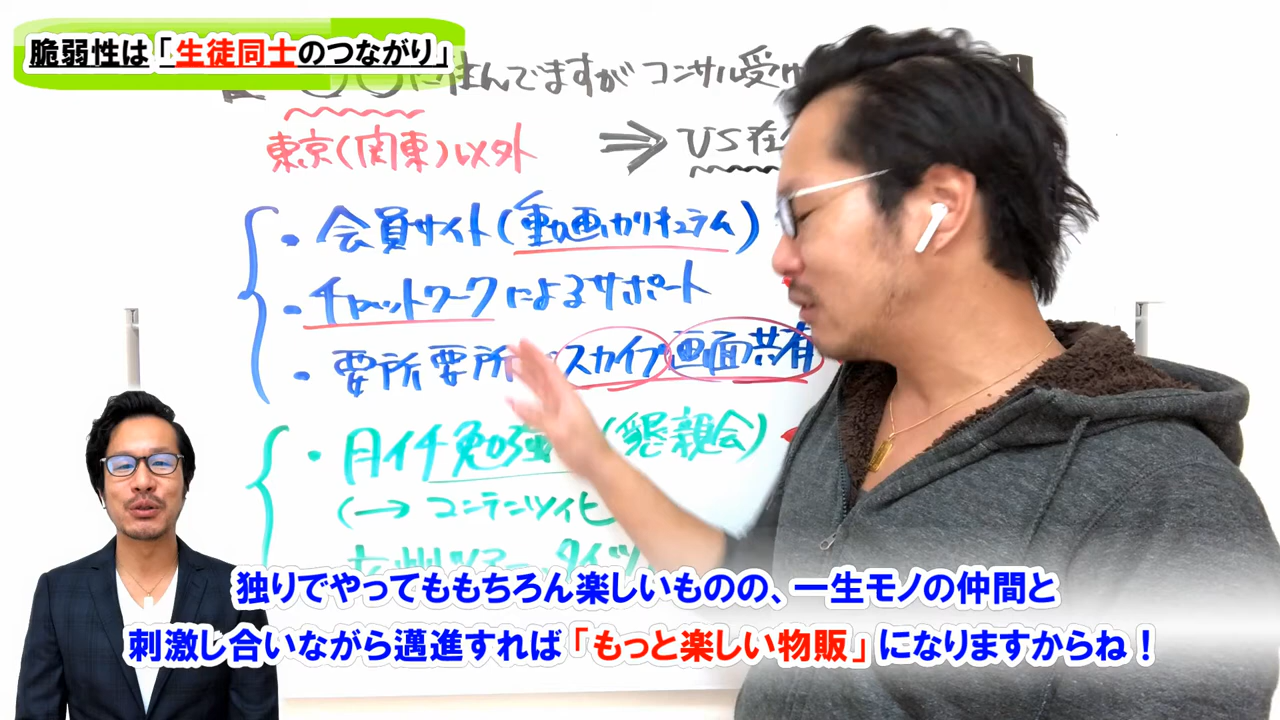 脆弱性は「生徒同士のつながり」
に住んでますが コンサル受け
東京(関東)以外 ⇒ US在
・会員サイト(動画カリキュラム)
・チャットワークによるサポート
・要所要所 スカイプ 画面共有
・月イチ勉強 (懇親会)
(→ コンテンツ化
独りでやってももちろん楽しいものの、一生モノの仲間と
刺激し合いながら邁進すれば「もっと楽しい物販」になりますからね!